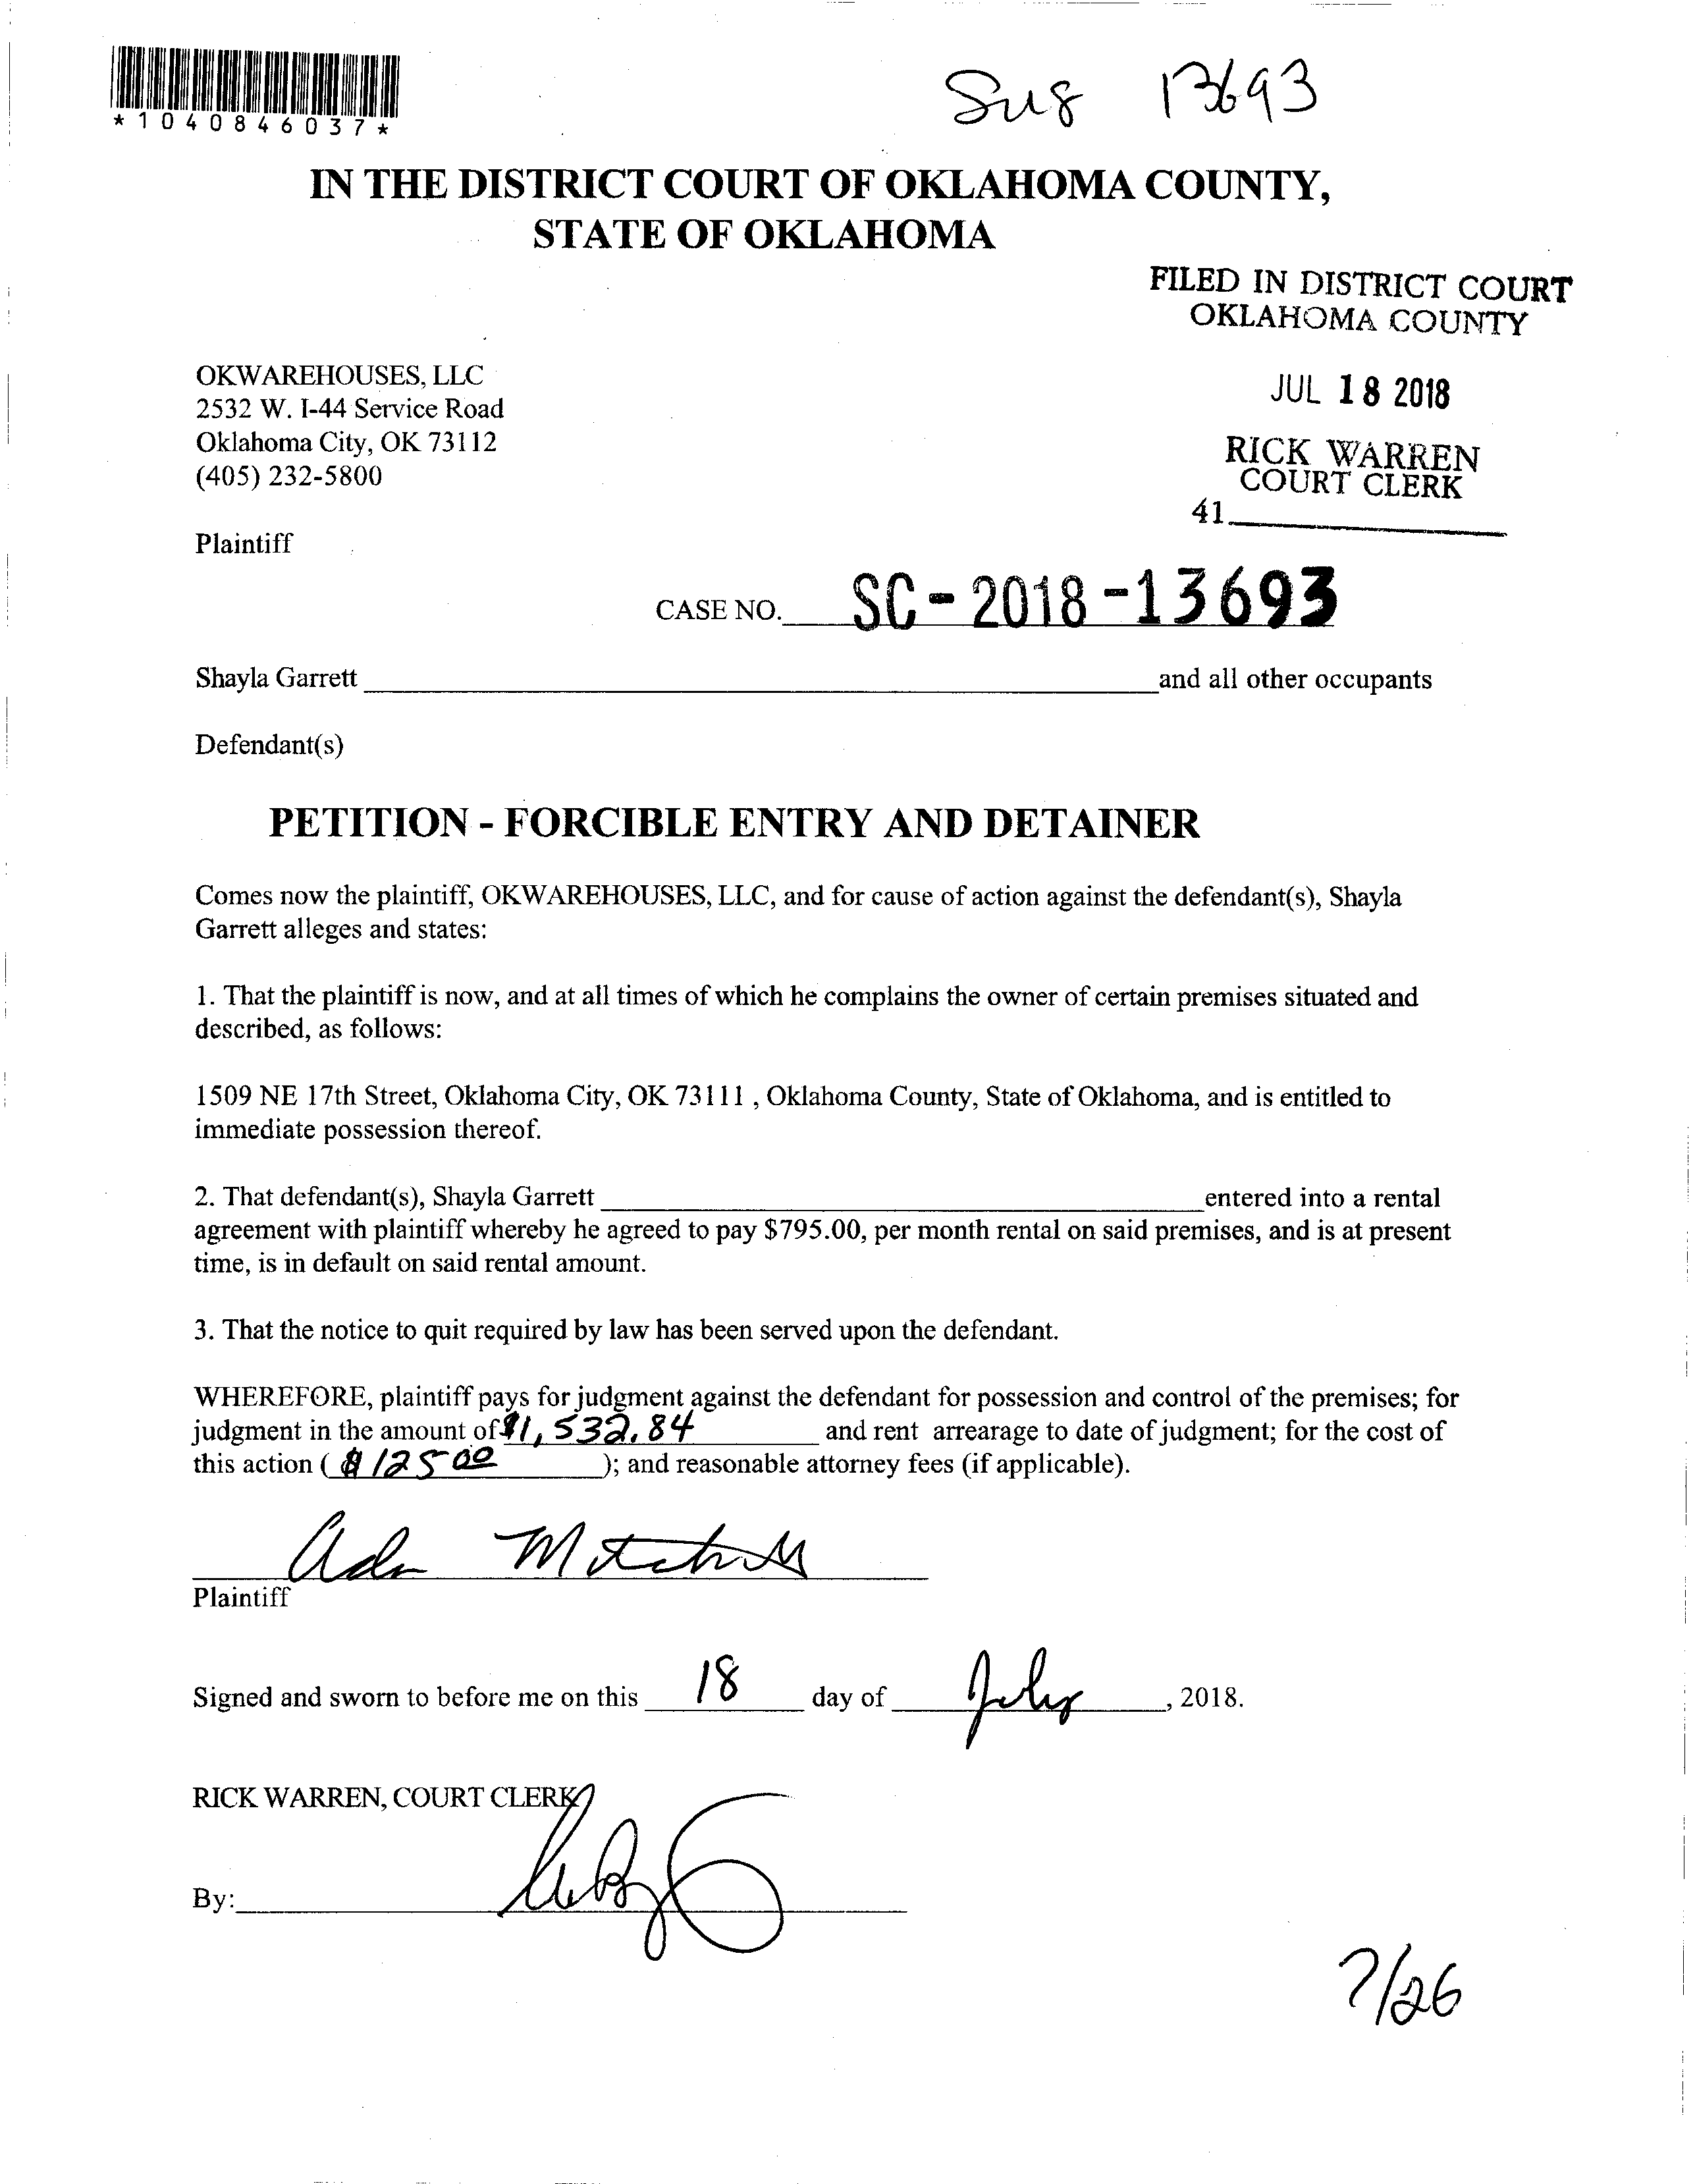 *1040846037*
13693
IN THE DISTRICT COURT OF OKLAHOMA COUNTY,
STATE OF OKLAHOMA
FILED IN DISTRICT COURT
OKLAHOMA COUNTY
JUL 18 2018
RICK WARREN
COURT CLERK
41
OKWAREHOUSES, LLC
2532 W. I-44 Service Road
Oklahoma City, OK 73112
(405) 232-5800
Plaintiff
CASE NO. SC-2018-13693
Shayla Garrett and all other occupants
Defendant(s)
PETITION - FORCIBLE ENTRY AND DETAINER
Comes now the plaintiff, OKWAREHOUSES, LLC, and for cause of action against the defendant(s), Shayla
Garrett alleges and states:
1. That the plaintiff is now, and at all times of which he complains the owner of certain premises situated and
described, as follows:
1509 NE 17th Street, Oklahoma City, OK 73111 , Oklahoma County, State of Oklahoma, and is entitled to
immediate possession thereof.
2. That defendant(s), Shayla Garrett entered into a rental
agreement with plaintiff whereby he agreed to pay $795.00, per month rental on said premises, and is at present
time, is in default on said rental amount.
3. That the notice to quit required by law has been served upon the defendant.
WHEREFORE, plaintiff pays for judgment against the defendant for possession and control of the premises; for
judgment in the amount of $1,532.84 and rent arrearage to date of judgment; for the cost of
this action ( $125 00 ); and reasonable attorney fees (if applicable).
Mitchell
Plaintiff
Signed and sworn to before me on this 18 day of July, 2018.
RICK WARREN, COURT CLERK
By:
7/26